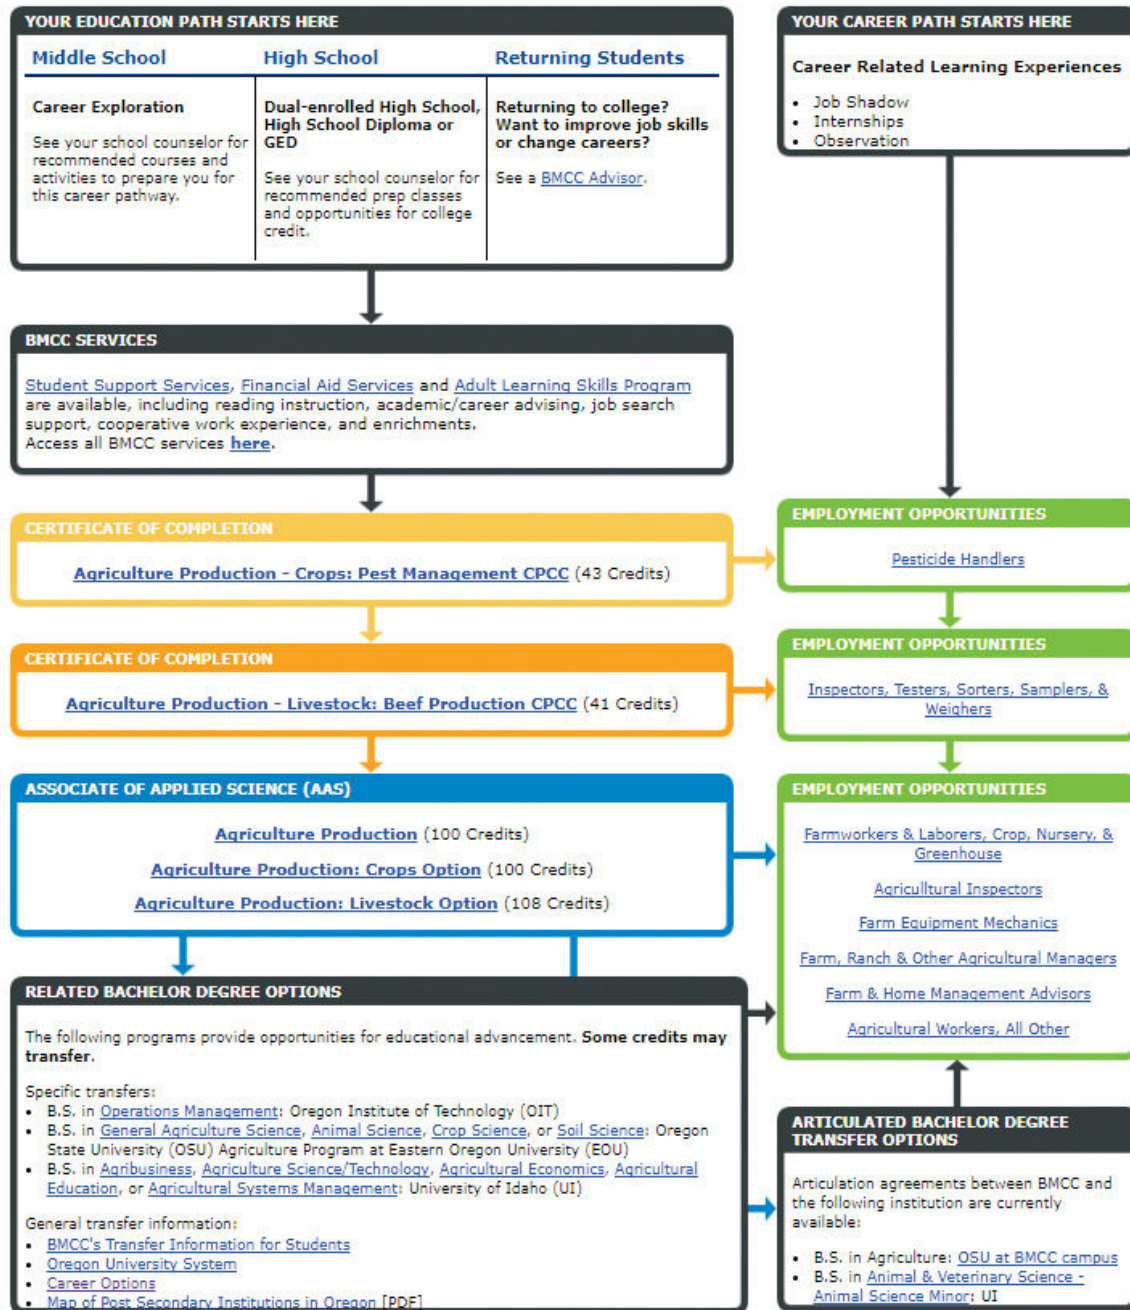 YOUR EDUCATION PATH STARTS HERE
Middle School
Career Exploration
See your school counselor for
recommended courses and
activities to prepare you for
this career pathway.
High School
Dual-enrolled High School,
High School Diploma or
GED
See your school counselor for
recommended prep classes
and opportunities for college
credit.
Returning Students
Returning to college?
Want to improve job skills
or change careers?
See a BMCC Advisor.
YOUR CAREER PATH STARTS HERE
Career Related Learning Experiences
• Job Shadow
• Internships
• Observation
BMCC SERVICES
Student Support Services, Financial Aid Services and Adult Learning Skills Program
are available, including reading instruction, academic/career advising, job search
support, cooperative work experience, and enrichments.
Access all BMCC services here.
CERTIFICATE OF COMPLETION
Agriculture Production - Crops: Pest Management CPCC (43 Credits)
EMPLOYMENT OPPORTUNITIES
Pesticide Handlers
CERTIFICATE OF COMPLETION
Agriculture Production - Livestock: Beef Production CPCC (41 Credits)
EMPLOYMENT OPPORTUNITIES
Inspectors, Testers, Sorters, Samplers, &
Weighers
ASSOCIATE OF APPLIED SCIENCE (AAS)
Agriculture Production (100 Credits)
Agriculture Production: Crops Option (100 Credits)
Agriculture Production: Livestock Option (108 Credits)
EMPLOYMENT OPPORTUNITIES
Farmworkers & Laborers, Crop, Nursery, &
Greenhouse
Agricultural Inspectors
Farm Equipment Mechanics
Farm, Ranch & Other Agricultural Managers
Farm & Home Management Advisors
Agricultural Workers, All Other
RELATED BACHELOR DEGREE OPTIONS
The following programs provide opportunities for educational advancement. Some credits may
transfer.
Specific transfers:
• B.S. in Operations Management: Oregon Institute of Technology (OIT)
• B.S. in General Agriculture Science, Animal Science, Crop Science, or Soil Science: Oregon
State University (OSU) Agriculture Program at Eastern Oregon University (EOU)
• B.S. in Agribusiness, Agriculture Science/Technology, Agricultural Economics, Agricultural
Education, or Agricultural Systems Management: University of Idaho (UI)
General transfer information:
• BMCC's Transfer Information for Students
• Oregon University System
• Career Options
• Map of Post Secondary Institutions in Oregon [PDF]
ARTICULATED BACHELOR DEGREE
TRANSFER OPTIONS
Articulation agreements between BMCC and
the following institution are currently
available:
• B.S. in Agriculture: OSU at BMCC campus
• B.S. in Animal & Veterinary Science -
Animal Science Minor: UI